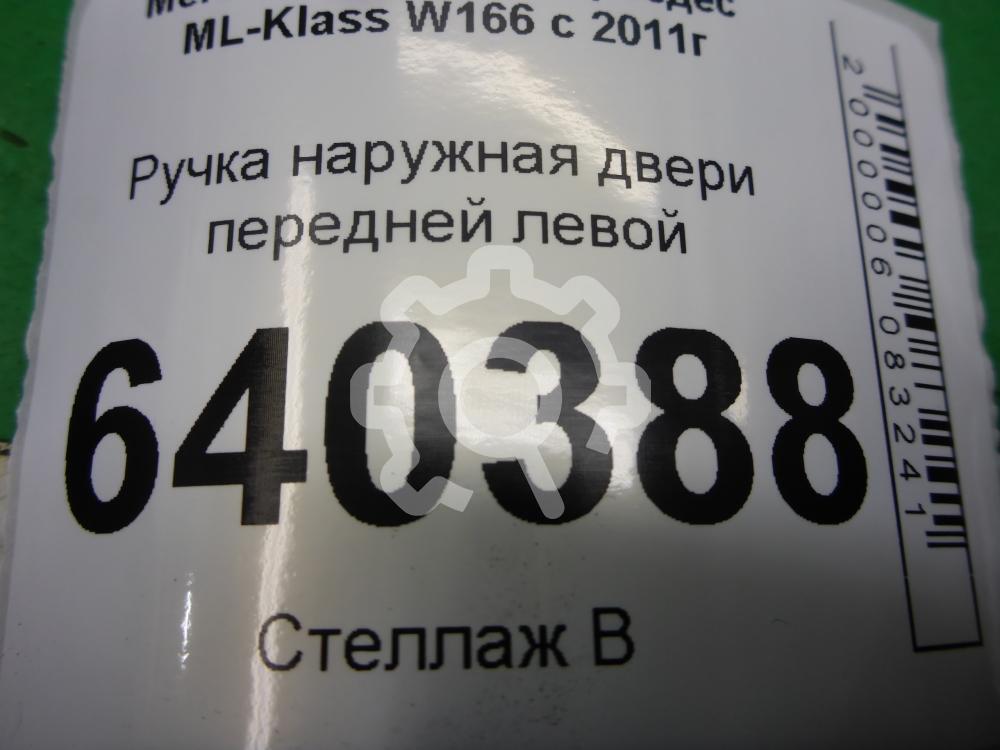 ML-Klass W166 с 2011г
Ручка наружная двери
передней левой
640388
Стеллаж В
2000006083241